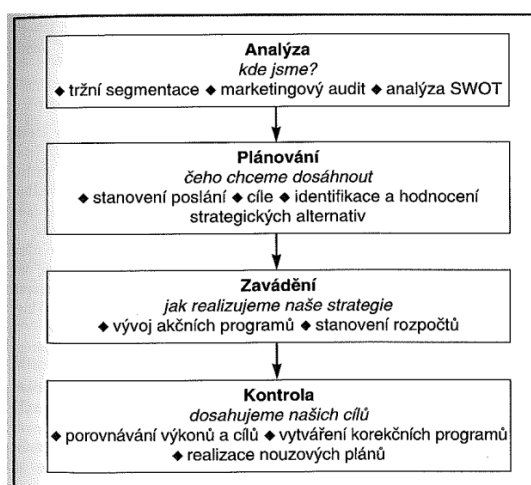 Analýza
kde jsme?
◆ tržní segmentace ◆ marketingový audit ◆ analýza SWOT
Plánování
čeho chceme dosáhnout
◆ stanovení poslání ◆ cíle ◆ identifikace a hodnocení
strategických alternativ
Zavádění
jak realizujeme naše strategie
◆ vývoj akčních programů ◆ stanovení rozpočtů
Kontrola
dosahujeme našich cílů
◆ porovnávání výkonů a cílů ◆ vytváření korekčních programů
◆ realizace nouzových plánů